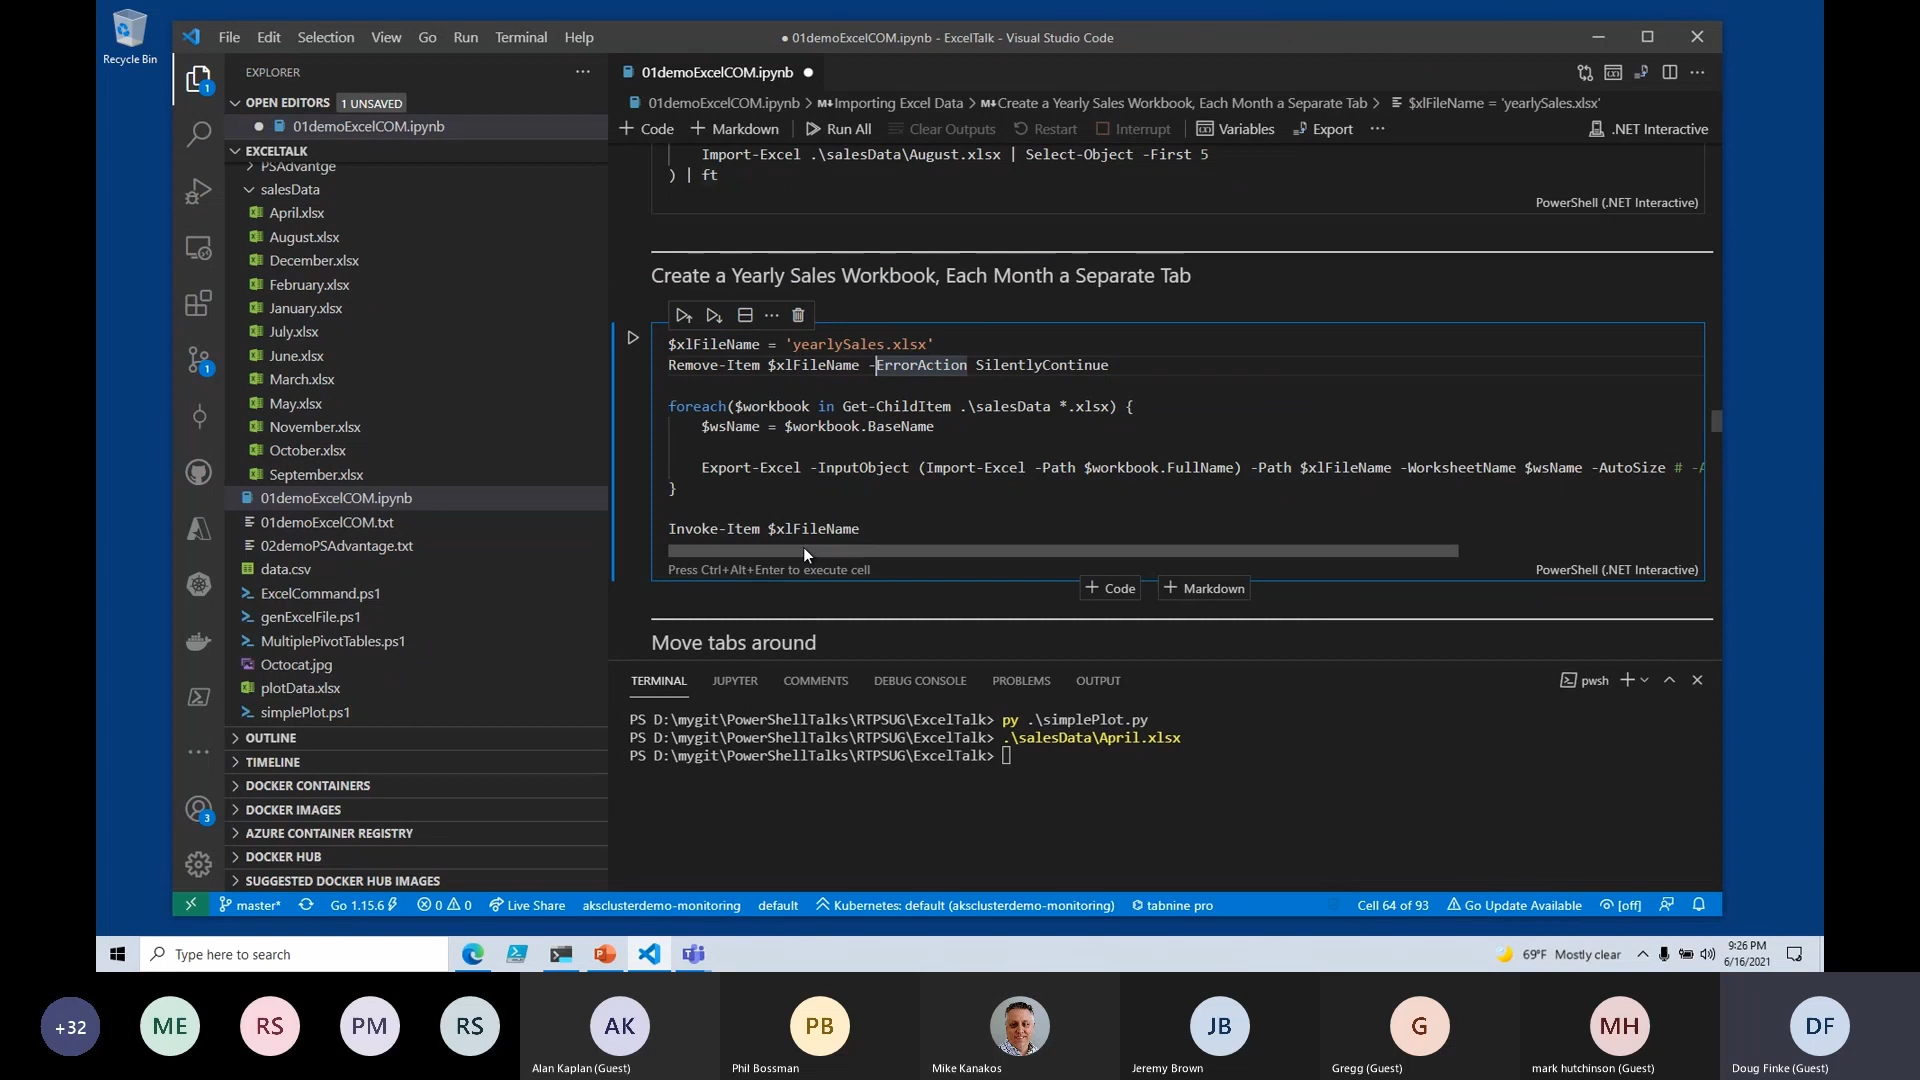 Recycle Bin
File Edit Selection View Go Run Terminal Help
● 01demoExcelCOM.ipynb - ExcelTalk - Visual Studio Code
EXPLORER
OPEN EDITORS 1 UNSAVED
01demoExcelCOM.ipynb
EXCELTALK
PSAdvantge
salesData
April.xlsx
August.xlsx
December.xlsx
February.xlsx
January.xlsx
July.xlsx
June.xlsx
March.xlsx
May.xlsx
November.xlsx
October.xlsx
September.xlsx
01demoExcelCOM.ipynb
01demoExcelCOM.txt
02demoPSAdvantage.txt
data.csv
ExcelCommand.ps1
genExcelFile.ps1
MultiplePivotTables.ps1
Octocat.jpg
plotData.xlsx
simplePlot.ps1
OUTLINE
TIMELINE
DOCKER CONTAINERS
DOCKER IMAGES
AZURE CONTAINER REGISTRY
DOCKER HUB
SUGGESTED DOCKER HUB IMAGES
1
1
3
01demoExcelCOM.ipynb ●
01demoExcelCOM.ipynb > M↓Importing Excel Data > M↓Create a Yearly Sales Workbook, Each Month a Separate Tab > $xlFileName = 'yearlySales.xlsx'
+ Code + Markdown Run All Clear Outputs Restart Interrupt Variables Export ··· .NET Interactive
Import-Excel .\salesData\August.xlsx | Select-Object -First 5
) | ft
PowerShell (.NET Interactive)
Create a Yearly Sales Workbook, Each Month a Separate Tab
$xlFileName = 'yearlySales.xlsx'
Remove-Item $xlFileName -ErrorAction SilentlyContinue
foreach($workbook in Get-ChildItem .\salesData *.xlsx) {
$wsName = $workbook.BaseName
Export-Excel -InputObject (Import-Excel -Path $workbook.FullName) -Path $xlFileName -WorksheetName $wsName -AutoSize # -A
}
Invoke-Item $xlFileName
Press Ctrl+Alt+Enter to execute cell
PowerShell (.NET Interactive)
+ Code + Markdown
Move tabs around
TERMINAL JUPYTER COMMENTS DEBUG CONSOLE PROBLEMS OUTPUT
pwsh
PS D:\mygit\PowerShellTalks\RTPSUG\ExcelTalk> py .\simplePlot.py
PS D:\mygit\PowerShellTalks\RTPSUG\ExcelTalk> .\salesData\April.xlsx
PS D:\mygit\PowerShellTalks\RTPSUG\ExcelTalk>
master* Go 1.15.6 0 0 Live Share aksclusterdemo-monitoring default Kubernetes: default (aksclusterdemo-monitoring) tabnine pro Cell 64 of 93 Go Update Available [off]
Type here to search
69°F Mostly clear
9:26 PM
6/16/2021
+32 ME RS PM RS AK PB JB G MH DF
Alan Kaplan (Guest) Phil Bossman Mike Kanakos Jeremy Brown Gregg (Guest) mark hutchinson (Guest) Doug Finke (Guest)